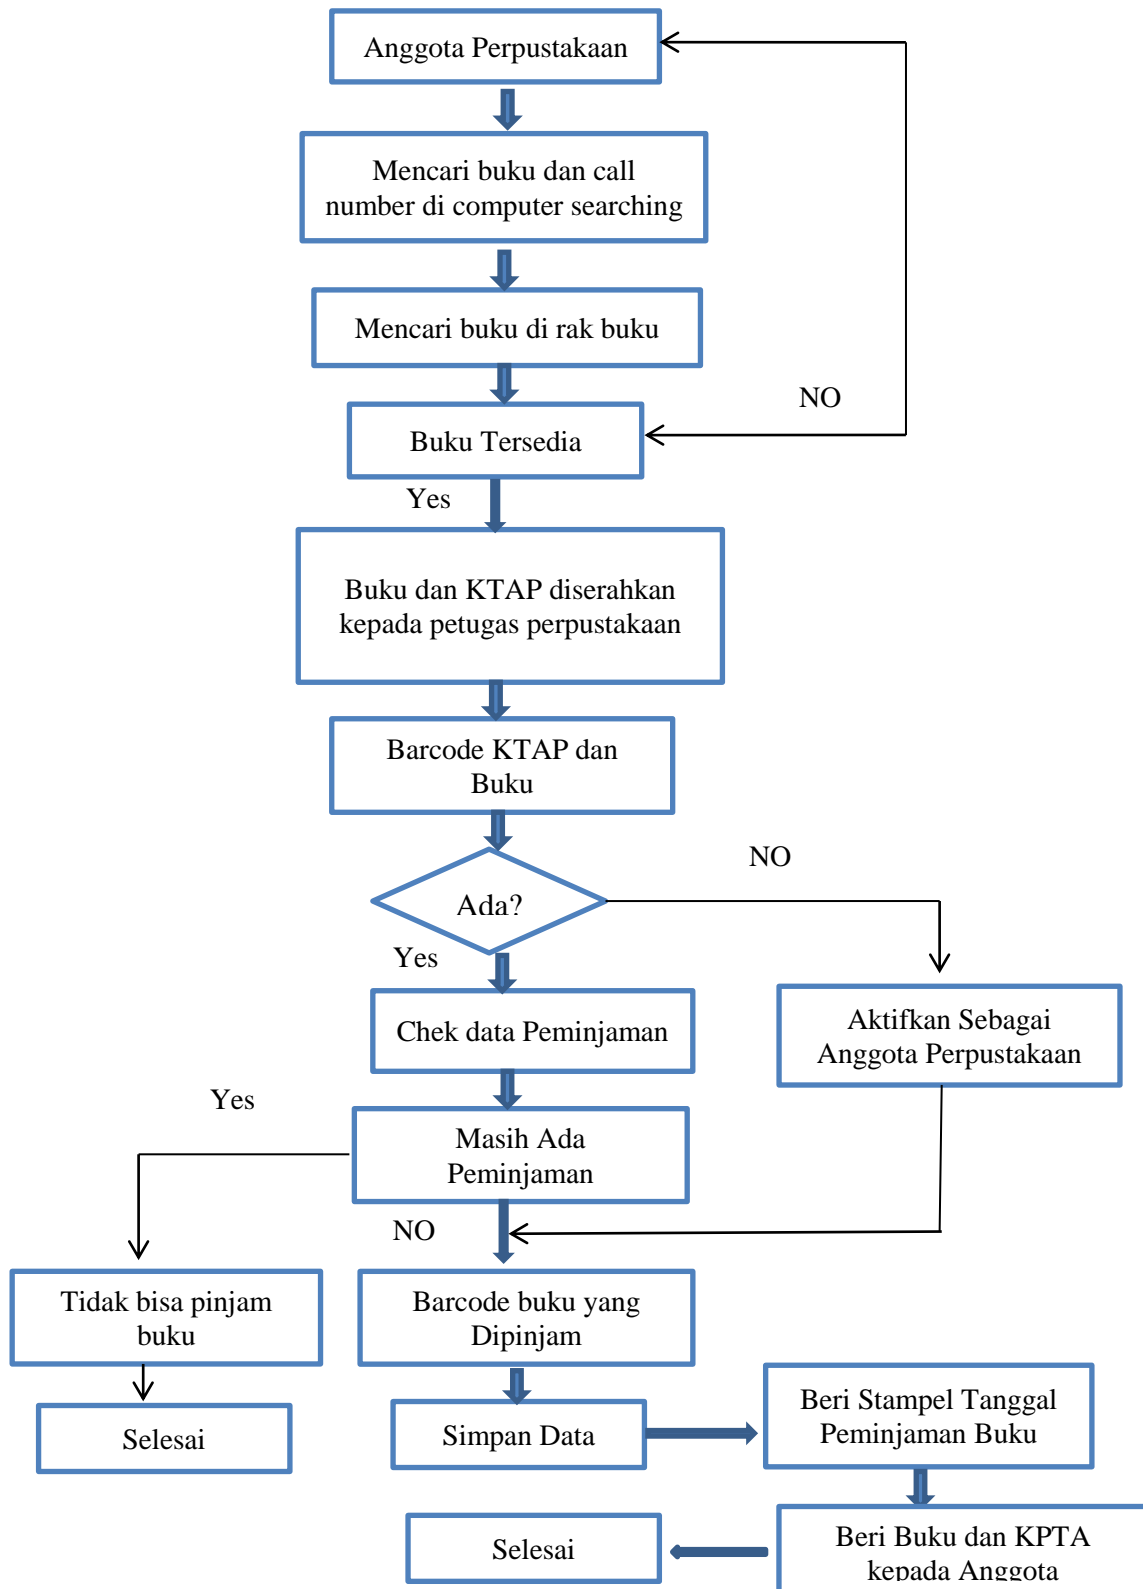 Anggota Perpustakaan
Mencari buku dan call
number di computer searching
Mencari buku di rak buku
NO
Buku Tersedia
Yes
Buku dan KTAP diserahkan
kepada petugas perpustakaan
Barcode KTAP dan
Buku
NO
Ada?
Yes
Chek data Peminjaman
Aktifkan Sebagai
Anggota Perpustakaan
Yes
Masih Ada
Peminjaman
NO
Tidak bisa pinjam
buku
Barcode buku yang
Dipinjam
Selesai
Simpan Data
Beri Stampel Tanggal
Peminjaman Buku
Selesai
Beri Buku dan KPTA
kepada Anggota